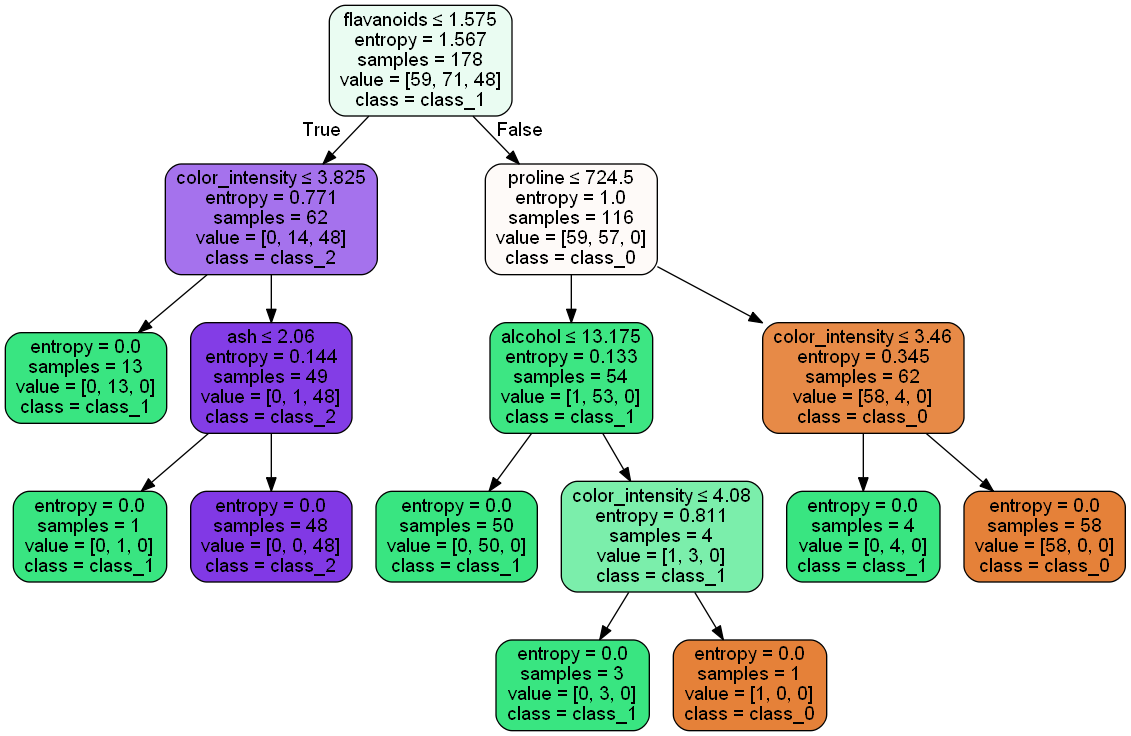 flavanoids ≤ 1.575
entropy = 1.567
samples = 178
value = [59, 71, 48]
class = class_1
True
False
color_intensity ≤ 3.825
entropy = 0.771
samples = 62
value = [0, 14, 48]
class = class_2
proline ≤ 724.5
entropy = 1.0
samples = 116
value = [59, 57, 0]
class = class_0
entropy = 0.0
samples = 13
value = [0, 13, 0]
class = class_1
ash ≤ 2.06
entropy = 0.144
samples = 49
value = [0, 1, 48]
class = class_2
alcohol ≤ 13.175
entropy = 0.133
samples = 54
value = [1, 53, 0]
class = class_1
color_intensity ≤ 3.46
entropy = 0.345
samples = 62
value = [58, 4, 0]
class = class_0
entropy = 0.0
samples = 1
value = [0, 1, 0]
class = class_1
entropy = 0.0
samples = 48
value = [0, 0, 48]
class = class_2
entropy = 0.0
samples = 50
value = [0, 50, 0]
class = class_1
color_intensity ≤ 4.08
entropy = 0.811
samples = 4
value = [1, 3, 0]
class = class_1
entropy = 0.0
samples = 4
value = [0, 4, 0]
class = class_1
entropy = 0.0
samples = 58
value = [58, 0, 0]
class = class_0
entropy = 0.0
samples = 3
value = [0, 3, 0]
class = class_1
entropy = 0.0
samples = 1
value = [1, 0, 0]
class = class_0